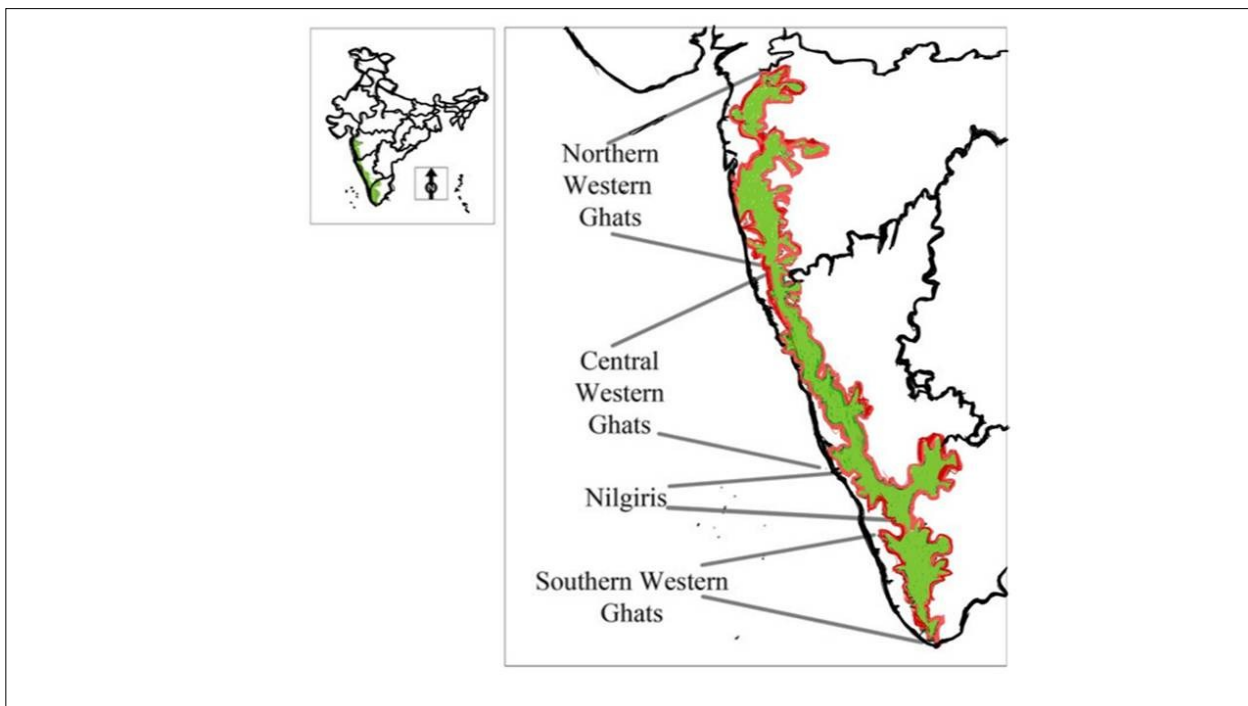 Northern
Western
Ghats
Central
Western
Ghats
Nilgiris
Southern Western
Ghats